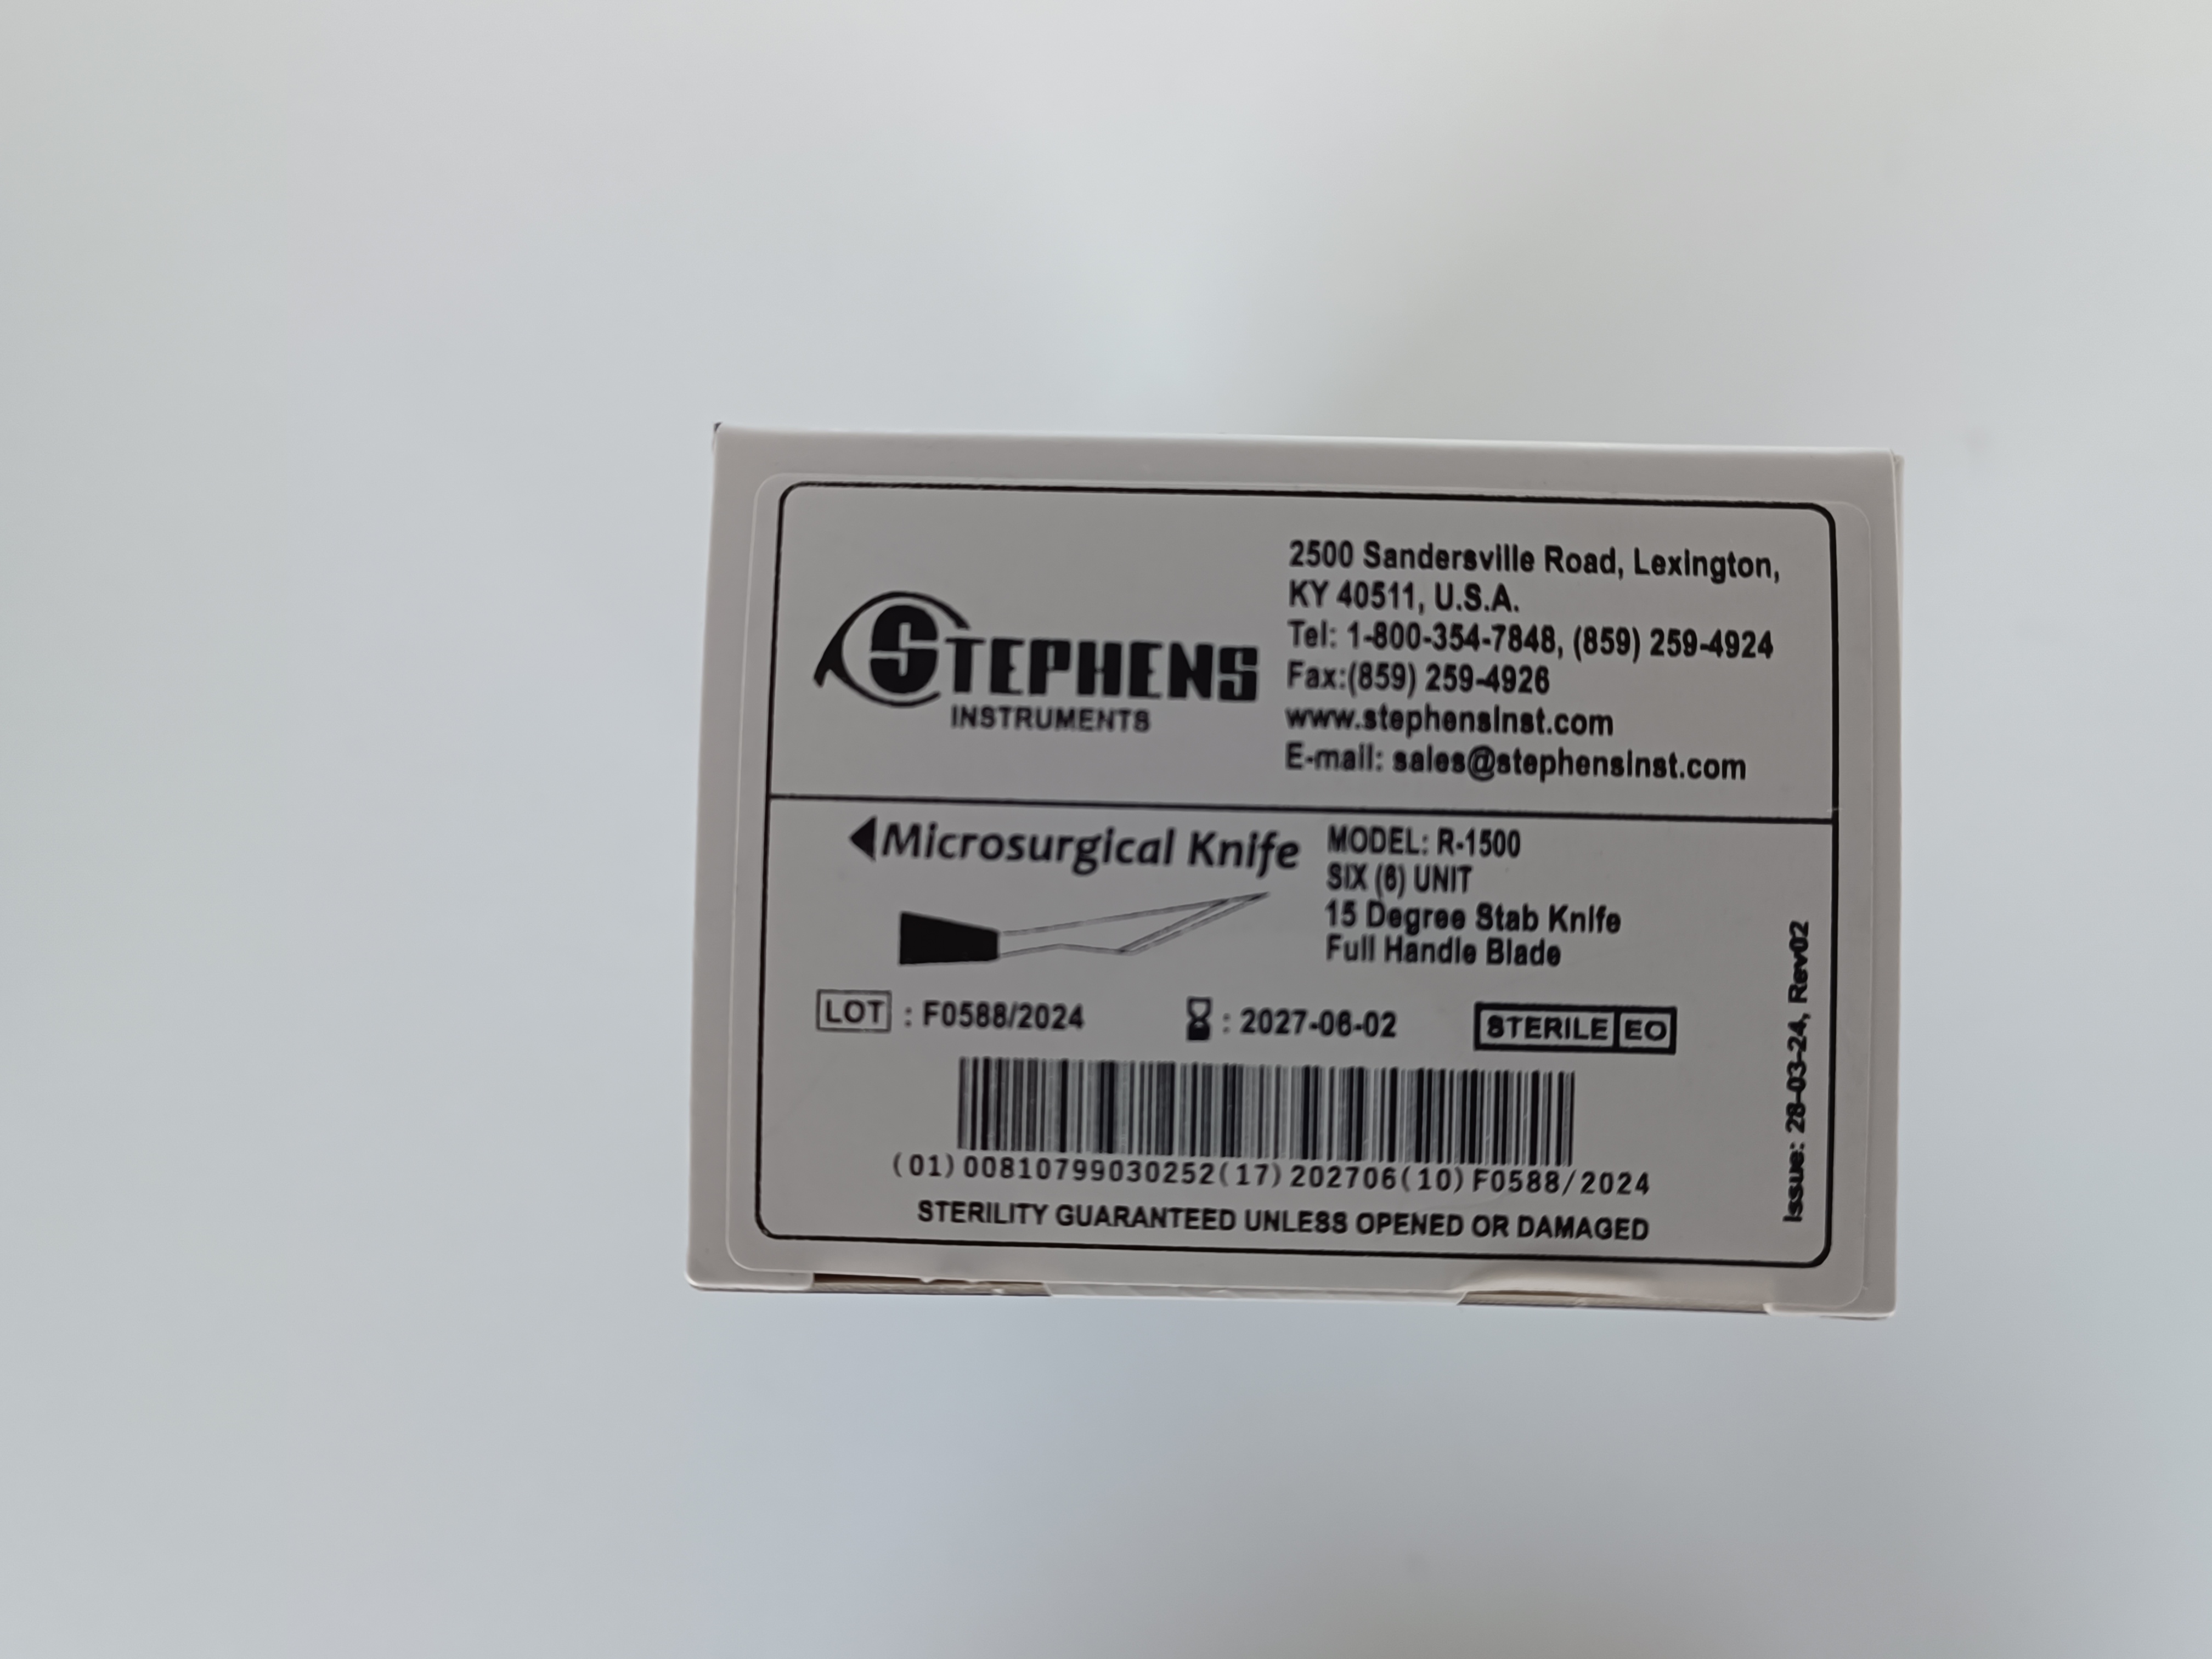 STEPHENS
INSTRUMENTS
2500 Sandersville Road, Lexington,
KY 40511, U.S.A.
Tel: 1-800-354-7848, (859) 259-4924
Fax:(859) 259-4926
www.stephensinst.com
E-mail: sales@stephensinst.com
Microsurgical Knife
MODEL: R-1500
SIX (6) UNIT
15 Degree Stab Knife
Full Handle Blade
LOT : F0588/2024
: 2027-06-02
STERILE EO
(01)00810799030252(17)202706(10)F0588/2024
STERILITY GUARANTEED UNLESS OPENED OR DAMAGED
Issue: 28-03-24, Rev02